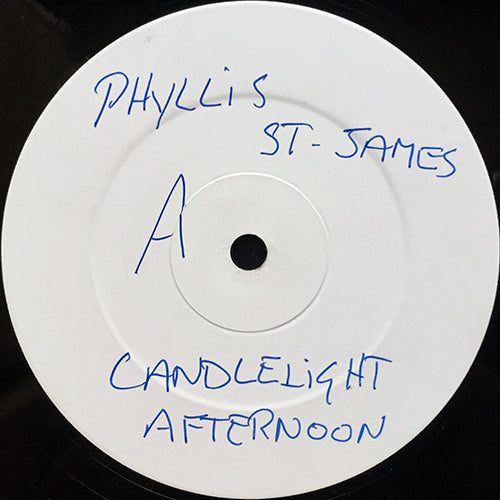 PHYLLiS
ST-JAMES
A
CANDLELiGHT
AFTERNOON